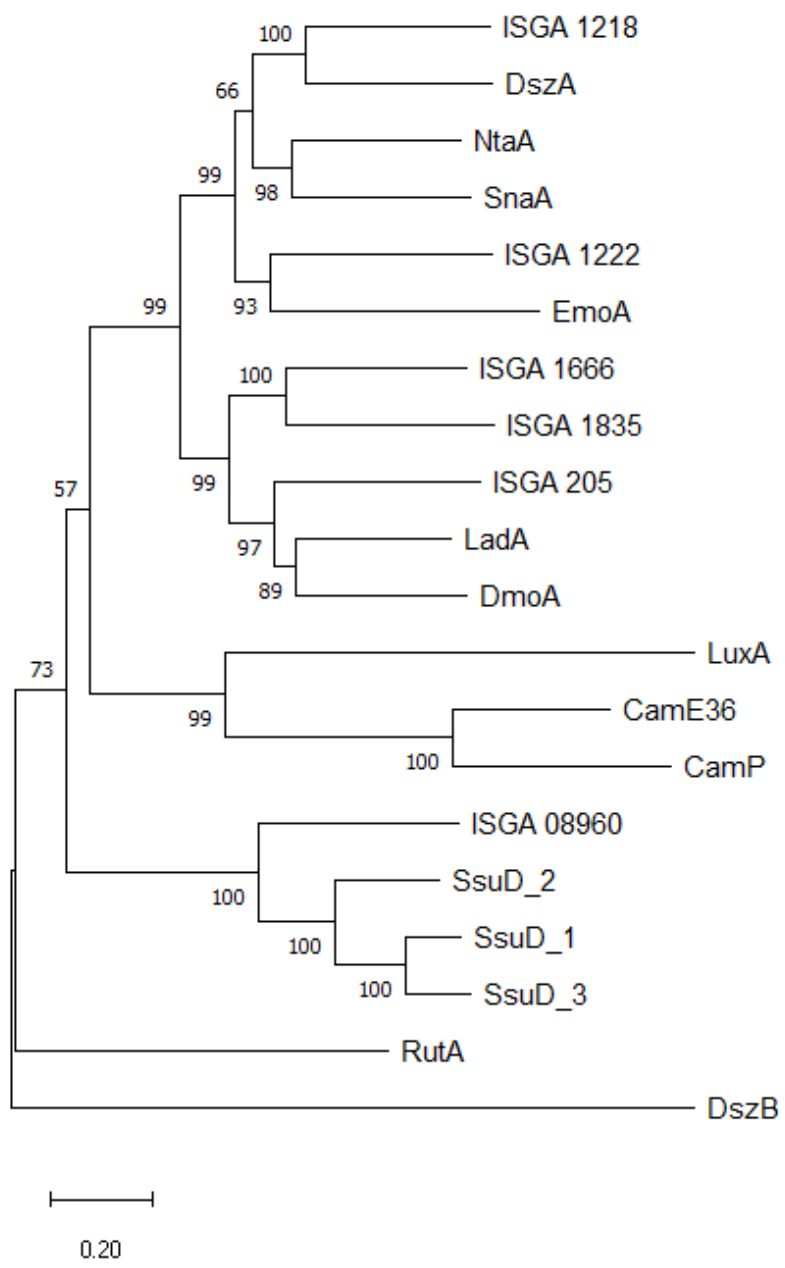 100
ISGA 1218
DszA
66
NtaA
99
98
SnaA
ISGA 1222
99
93
EmoA
100
ISGA 1666
ISGA 1835
57
99
ISGA 205
97
LadA
89
DmoA
73
LuxA
99
CamE36
100
CamP
ISGA 08960
100
SsuD_2
100
SsuD_1
100
SsuD_3
RutA
DszB
0.20